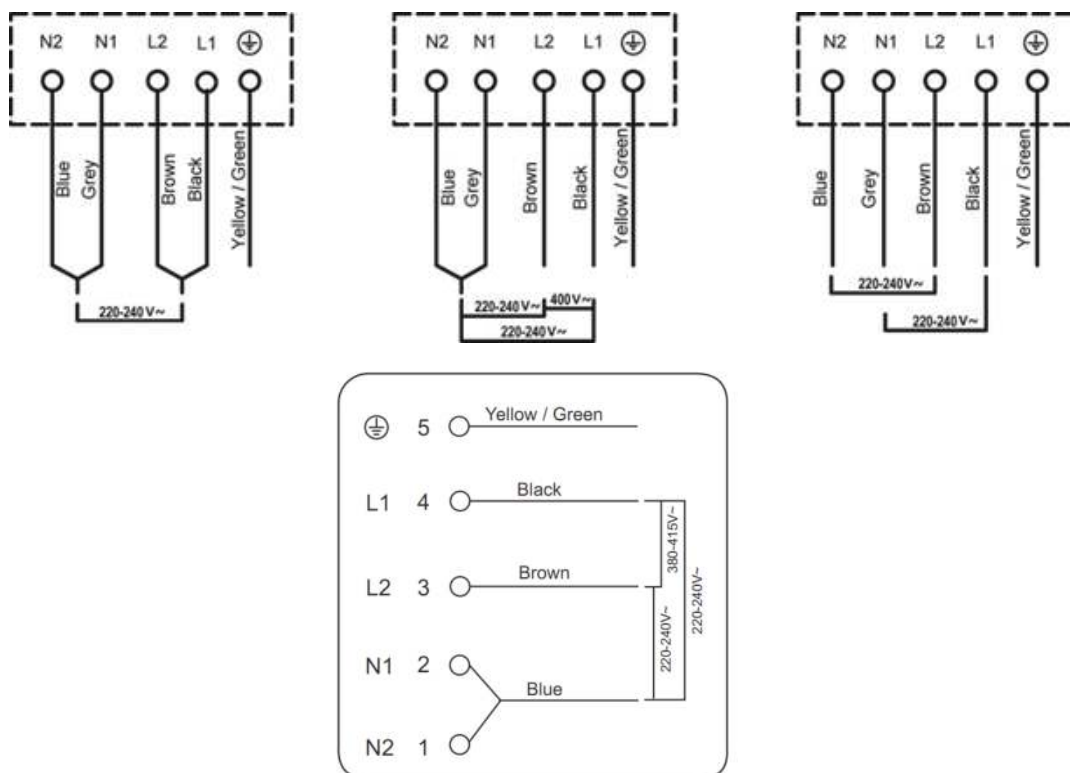 N2 N1 L2 L1
Blue
Grey
Brown
Black
Yellow / Green
220-240V~
N2 N1 L2 L1
Blue
Grey
Brown
Black
Yellow / Green
220-240V~ 400V~
220-240V~
N2 N1 L2 L1
Blue
Grey
Brown
Black
Yellow / Green
220-240V~
220-240V~
5 Yellow / Green
L1 4 Black
380-415V~
L2 3 Brown
220-240V~
220-240V~
N1 2
Blue
N2 1